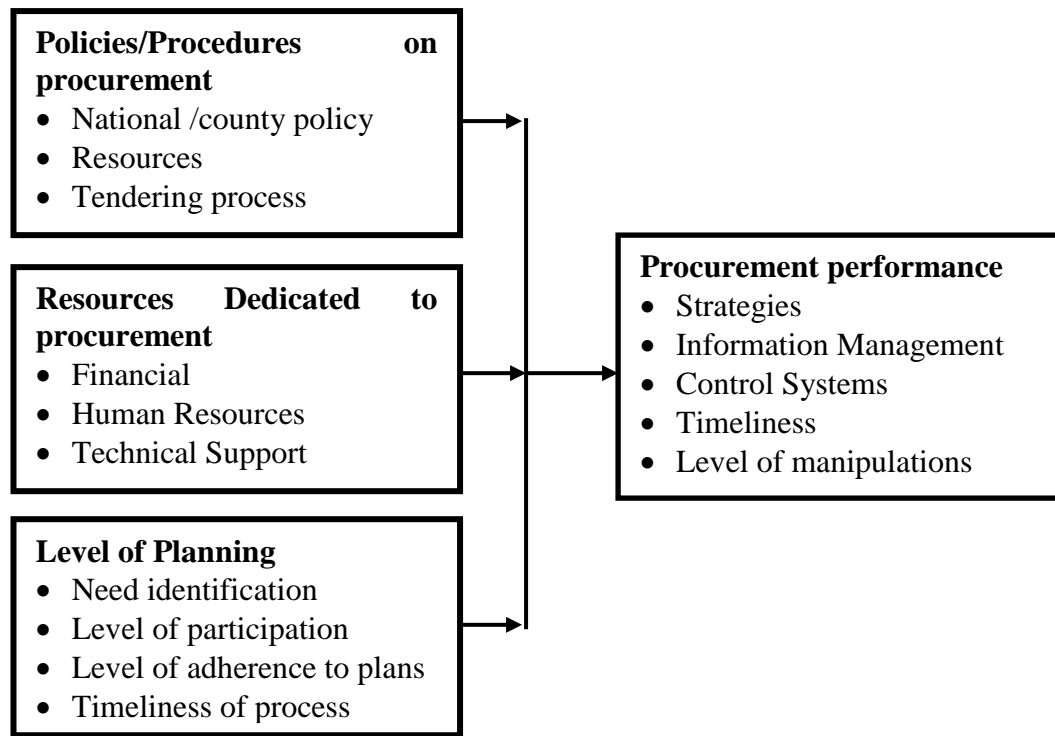 Policies/Procedures on
procurement
• National /county policy
• Resources
• Tendering process
Resources Dedicated to
procurement
• Financial
• Human Resources
• Technical Support
Level of Planning
• Need identification
• Level of participation
• Level of adherence to plans
• Timeliness of process
Procurement performance
• Strategies
• Information Management
• Control Systems
• Timeliness
• Level of manipulations